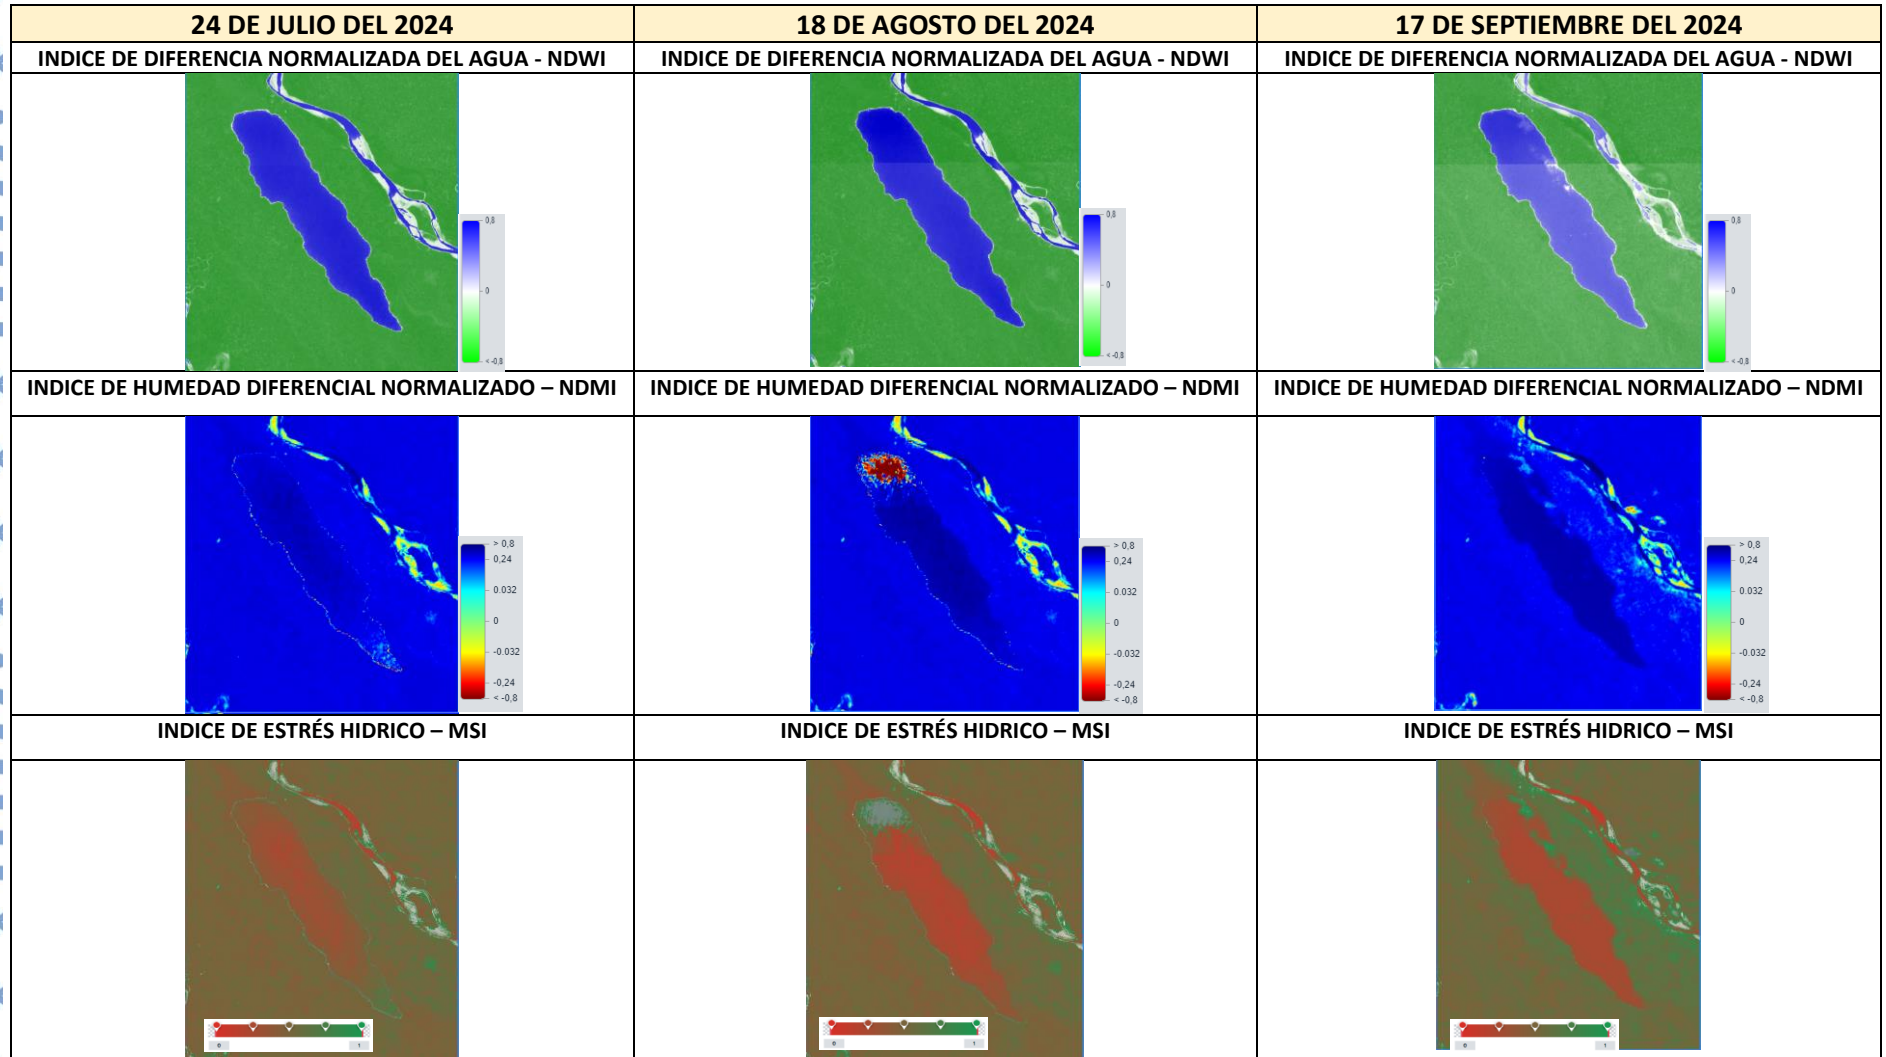 24 DE JULIO DEL 2024
18 DE AGOSTO DEL 2024
17 DE SEPTIEMBRE DEL 2024
INDICE DE DIFERENCIA NORMALIZADA DEL AGUA - NDWI
INDICE DE DIFERENCIA NORMALIZADA DEL AGUA - NDWI
INDICE DE DIFERENCIA NORMALIZADA DEL AGUA - NDWI
0,8
0
< -0,8
0,8
0
< -0,8
0,8
0
< -0,8
INDICE DE HUMEDAD DIFERENCIAL NORMALIZADO – NDMI
INDICE DE HUMEDAD DIFERENCIAL NORMALIZADO – NDMI
INDICE DE HUMEDAD DIFERENCIAL NORMALIZADO – NDMI
> 0,8
0,24
0.032
0
-0.032
-0,24
< -0,8
> 0,8
0,24
0.032
0
-0.032
-0,24
< -0,8
> 0,8
0,24
0.032
0
-0.032
-0,24
< -0,8
INDICE DE ESTRÉS HIDRICO – MSI
INDICE DE ESTRÉS HIDRICO – MSI
INDICE DE ESTRÉS HIDRICO – MSI
0 1
0 1
0 1